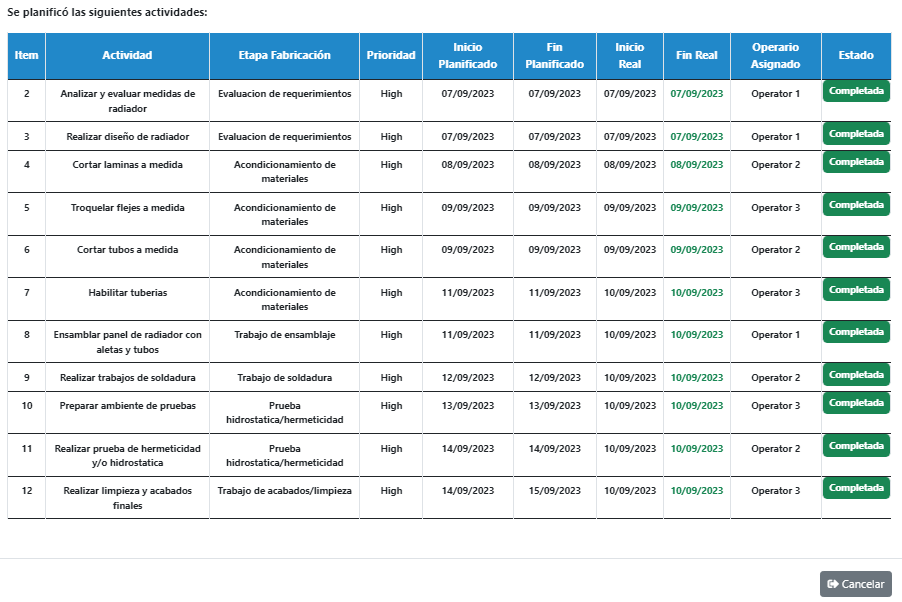 Se planificó las siguientes actividades:
Item Actividad Etapa Fabricación Prioridad Inicio Planificado Fin Planificado Inicio Real Fin Real Operario Asignado Estado
2 Analizar y evaluar medidas de radiador Evaluacion de requerimientos High 07/09/2023 07/09/2023 07/09/2023 07/09/2023 Operator 1 Completada
3 Realizar diseño de radiador Evaluacion de requerimientos High 07/09/2023 07/09/2023 07/09/2023 07/09/2023 Operator 1 Completada
4 Cortar laminas a medida Acondicionamiento de materiales High 08/09/2023 08/09/2023 08/09/2023 08/09/2023 Operator 2 Completada
5 Troquelar flejes a medida Acondicionamiento de materiales High 09/09/2023 09/09/2023 09/09/2023 09/09/2023 Operator 3 Completada
6 Cortar tubos a medida Acondicionamiento de materiales High 09/09/2023 09/09/2023 09/09/2023 09/09/2023 Operator 2 Completada
7 Habilitar tuberias Acondicionamiento de materiales High 11/09/2023 11/09/2023 10/09/2023 10/09/2023 Operator 3 Completada
8 Ensamblar panel de radiador con aletas y tubos Trabajo de ensamblaje High 11/09/2023 11/09/2023 10/09/2023 10/09/2023 Operator 1 Completada
9 Realizar trabajos de soldadura Trabajo de soldadura High 12/09/2023 12/09/2023 10/09/2023 10/09/2023 Operator 2 Completada
10 Preparar ambiente de pruebas Prueba hidrostatica/hermeticidad High 13/09/2023 13/09/2023 10/09/2023 10/09/2023 Operator 3 Completada
11 Realizar prueba de hermeticidad y/o hidrostatica Prueba hidrostatica/hermeticidad High 14/09/2023 14/09/2023 10/09/2023 10/09/2023 Operator 2 Completada
12 Realizar limpieza y acabados finales Trabajo de acabados/limpieza High 14/09/2023 15/09/2023 10/09/2023 10/09/2023 Operator 3 Completada
Cancelar